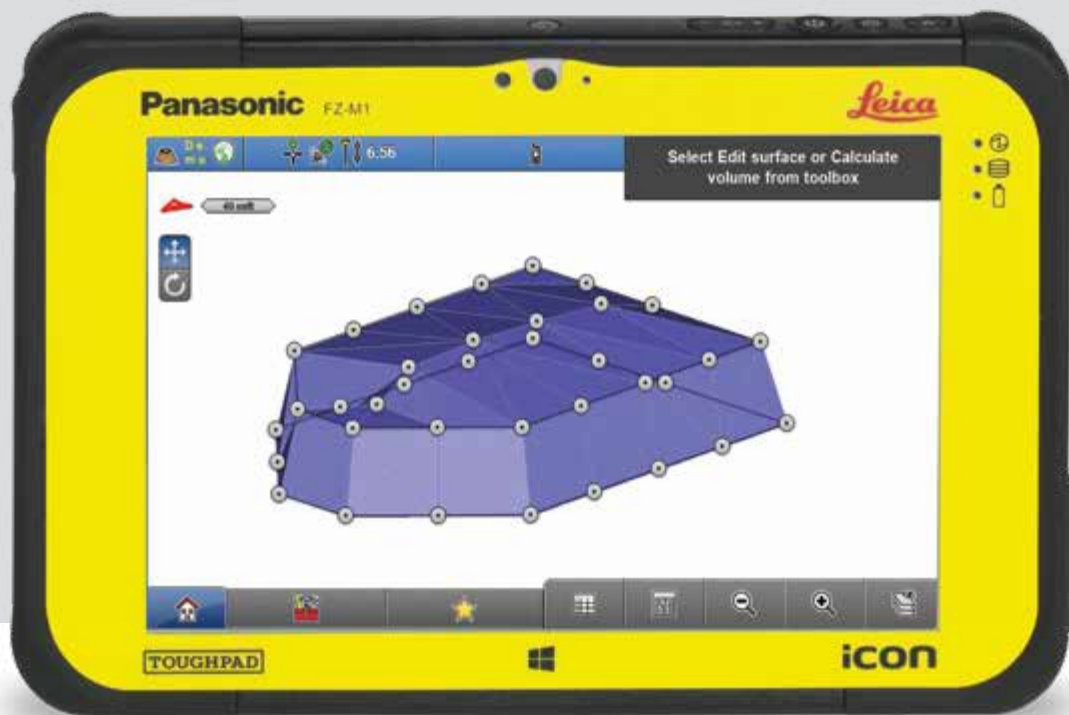 Panasonic FZ-M1
Leica
6.56
Select Edit surface or Calculate
volume from toolbox
TOUGHPAD
iCON